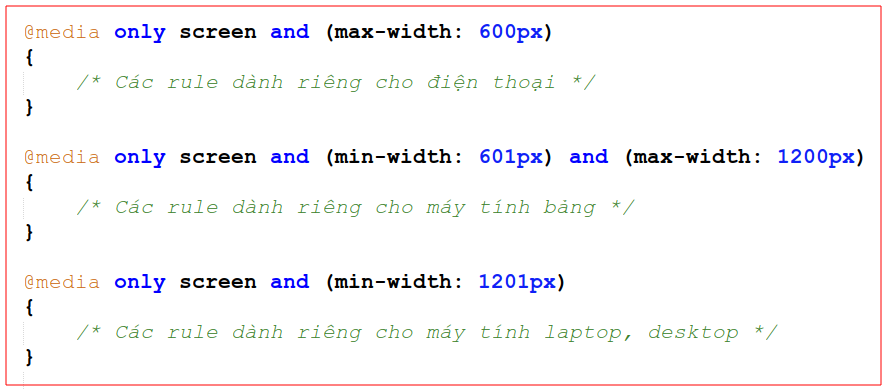 @media only screen and (max-width: 600px)
{
/* Các rule dành riêng cho điện thoại */
}
@media only screen and (min-width: 601px) and (max-width: 1200px)
{
/* Các rule dành riêng cho máy tính bảng */
}
@media only screen and (min-width: 1201px)
{
/* Các rule dành riêng cho máy tính laptop, desktop */
}